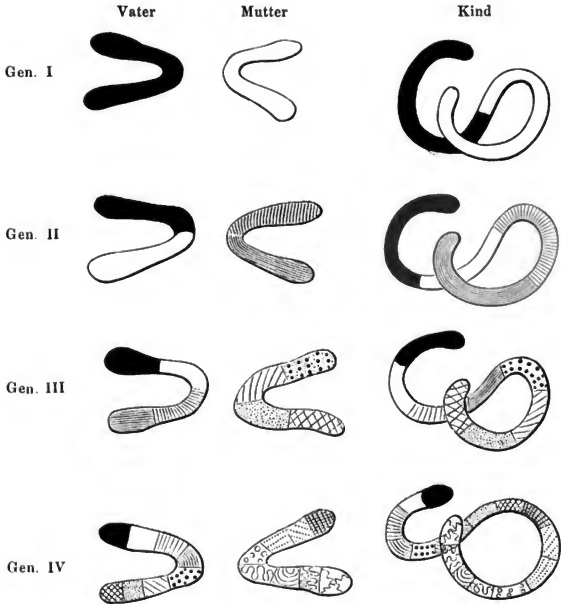 Vater Mutter Kind
Gen. I
Gen. II
Gen. III
Gen. IV